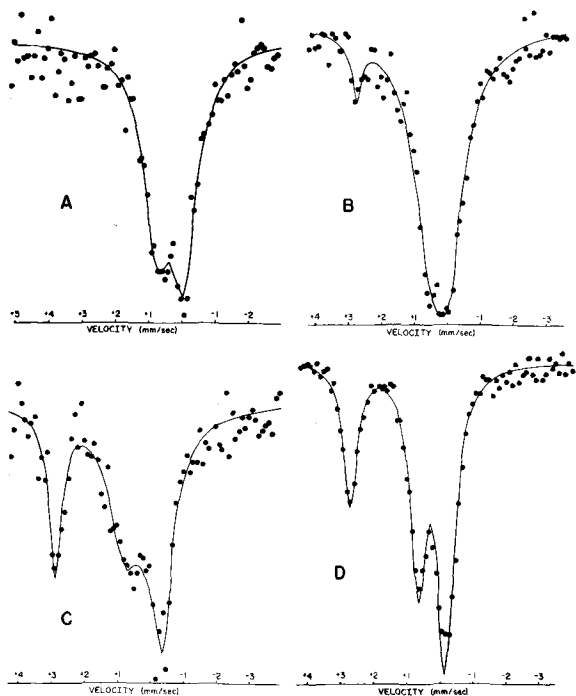 A
B
+5 +4 +3 +2 +1 0 -1 -2
VELOCITY (mm/sec)
+4 +3 +2 +1 0 -1 -2 -3
VELOCITY (mm/sec)
C
D
+3 +2 +1 0 -1 -2 -3
VELOCITY (mm/sec)
+4 +3 +2 +1 0 -1 -2 -3
VELOCITY (mm/sec)